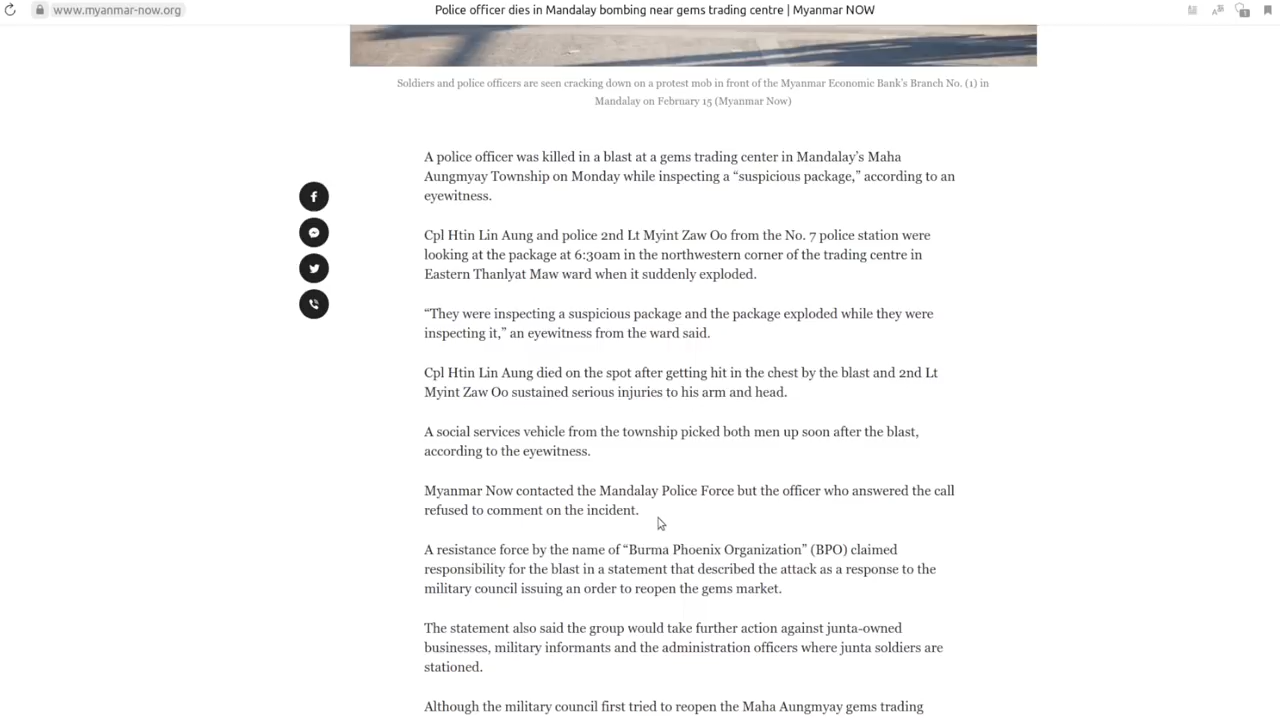 www.myanmar-now.org
Police officer dies in Mandalay bombing near gems trading centre | Myanmar NOW
Soldiers and police officers are seen cracking down on a protest mob in front of the Myanmar Economic Bank's Branch No. (1) in
Mandalay on February 15 (Myanmar Now)
A police officer was killed in a blast at a gems trading center in Mandalay’s Maha
Aungmyay Township on Monday while inspecting a “suspicious package,” according to an
eyewitness.
Cpl Htin Lin Aung and police 2nd Lt Myint Zaw Oo from the No. 7 police station were
looking at the package at 6:30am in the northwestern corner of the trading centre in
Eastern Thanlyat Maw ward when it suddenly exploded.
“They were inspecting a suspicious package and the package exploded while they were
inspecting it,” an eyewitness from the ward said.
Cpl Htin Lin Aung died on the spot after getting hit in the chest by the blast and 2nd Lt
Myint Zaw Oo sustained serious injuries to his arm and head.
A social services vehicle from the township picked both men up soon after the blast,
according to the eyewitness.
Myanmar Now contacted the Mandalay Police Force but the officer who answered the call
refused to comment on the incident.
A resistance force by the name of “Burma Phoenix Organization” (BPO) claimed
responsibility for the blast in a statement that described the attack as a response to the
military council issuing an order to reopen the gems market.
The statement also said the group would take further action against junta-owned
businesses, military informants and the administration officers where junta soldiers are
stationed.
Although the military council first tried to reopen the Maha Aungmyay gems trading